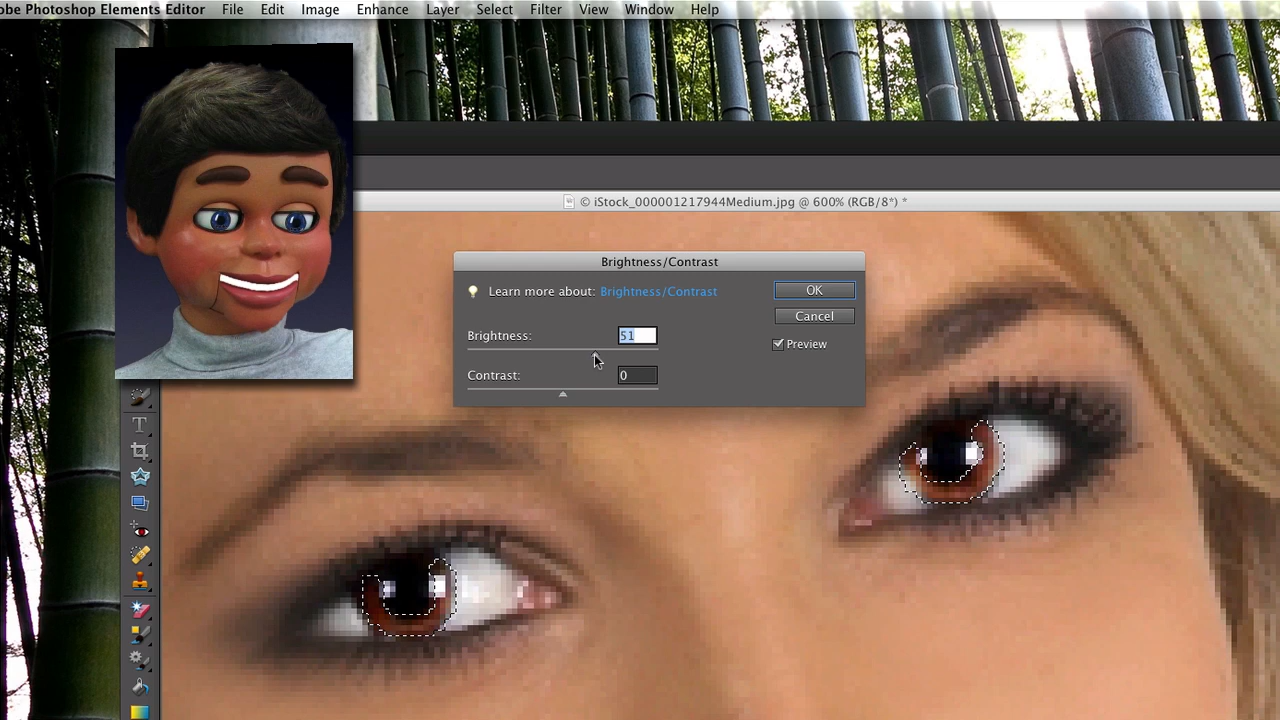 obe Photoshop Elements Editor File Edit Image Enhance Layer Select Filter View Window Help
© iStock_000001217944Medium.jpg @ 600% (RGB/8*) *
Brightness/Contrast
Learn more about: Brightness/Contrast
OK
Cancel
Brightness: 51
Preview
Contrast: 0
T